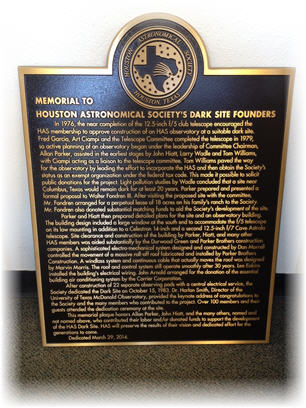 HOUSTON ASTRONOMICAL SOCIETY
HOUSTON, TEXAS
MEMORIAL TO
HOUSTON ASTRONOMICAL SOCIETY'S DARK SITE FOUNDERS
In 1976, the near completion of the 12.5-inch f/5 club telescope encouraged the
HAS membership to approve construction of an HAS observatory at a suitable dark site.
Fred Garcia, Art Ciampi and the Telescope Committee completed the telescope in 1979,
so active planning of an observatory began under the leadership of Committee Chairman,
Allan Parker, assisted in the earliest stages by John Hiatt, Larry Wadle and Tom Williams,
with Ciampi acting as a liaison to the telescope committee. Tom Williams paved the way
for the observatory by leading the effort to incorporate the HAS and then obtain the Society's
status as an exempt organization under the federal tax code. This made it possible to solicit
public donations for the project. Light pollution studies by Wadle concluded that a site near
Columbus, Texas would remain dark for at least 20 years. Parker prepared and presented a
formal proposal to Walter Fondren III. After visiting the proposed site with the committee,
Mr. Fondren arranged for a perpetual lease of 18 acres on his family's ranch to the Society.
Mr. Fondren also donated substantial matching funds to aid the Society's development of the site.
Parker and Hiatt then prepared detailed plans for the site and an observatory building.
The building design included a large window at the south end to accommodate the f/5 telescope
on its low mounting in addition to a Celestron 14-inch and a second 12.5-inch f/7 Cave Astrola
telescope. Site clearance and construction of the building by Parker, Hiatt, and many other
HAS members was aided substantially by the Durwood Green and Parker Brothers construction
companies. A sophisticated electro-mechanical system designed and constructed by Dan Morrall
controlled the movement of a massive roll off roof fabricated and installed by Parker Brothers
Construction. A windlass system and continuous cable that actually moves the roof was designed
by Marvin Morris. The roof and control system still operate smoothly after 30 years. Lee Fritsch
installed the building's electrical wiring. John Arnold arranged for the donation of the essential
building air conditioning system by the Carrier Corporation.
After construction of 22 separate observing pads with a central electrical service, the
Society dedicated the Dark Site on October 15, 1983. Dr. Harlan Smith, Director of the
University of Texas McDonald Observatory, provided the keynote address of congratulations to
the Society and the many members who contributed to the project. Over 100 members and their
guests attended the dedication ceremony at the site.
This memorial plaque honors Allan Parker, John Hiatt, and the many others, named and
not named above, who contributed their labor and/or donated funds to support the development
of the HAS Dark Site. HAS will preserve the results of their vision and dedicated effort for the
generations to come.
Dedicated March 29, 2014.